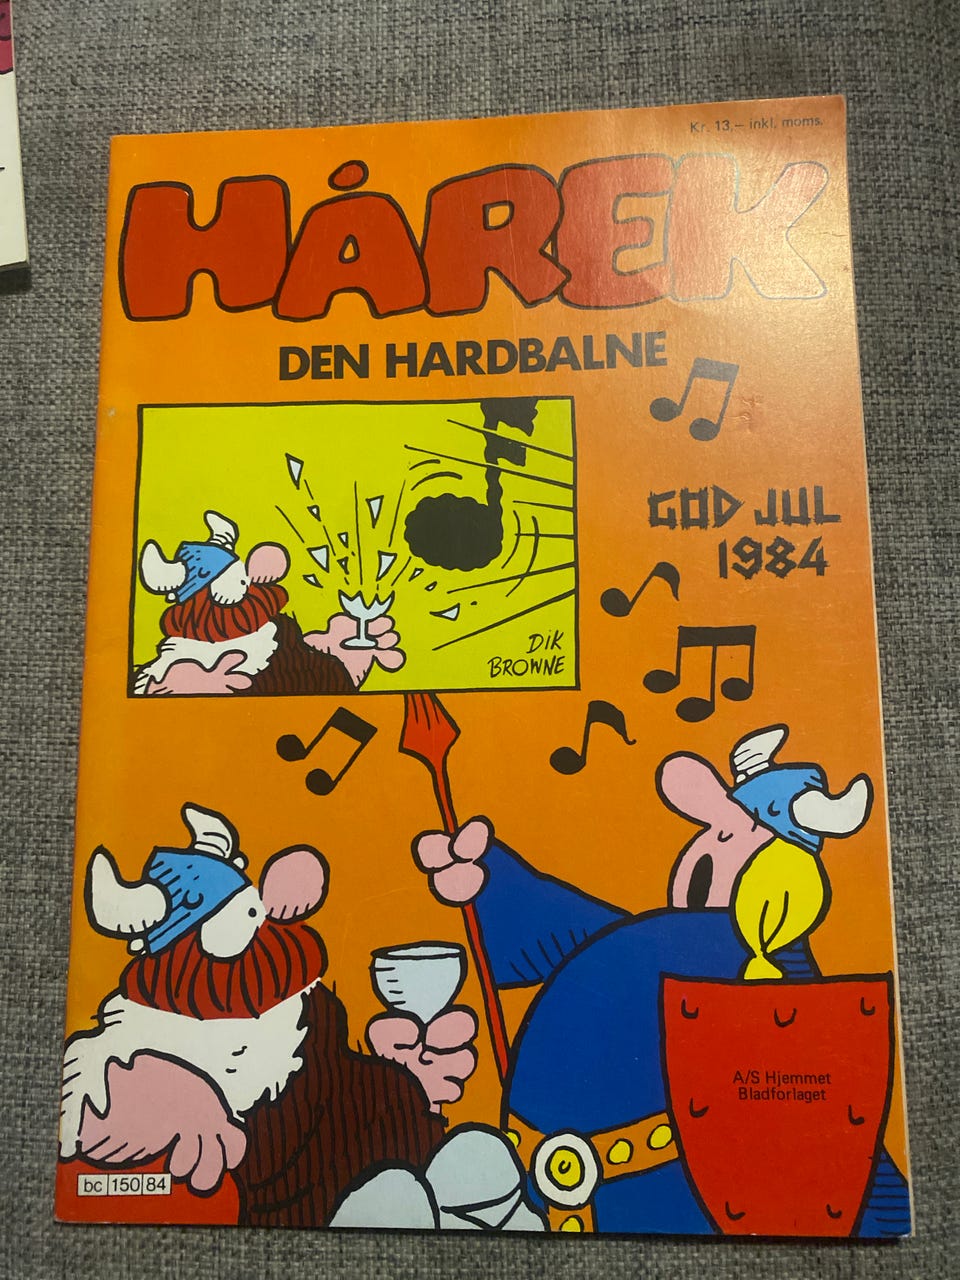 Kr. 13,– inkl. moms.
HÅREK
DEN HARDBALNE
GOD JUL
1984
DIK
BROWNE
A/S Hjemmet
Bladforlaget
bc 150 84